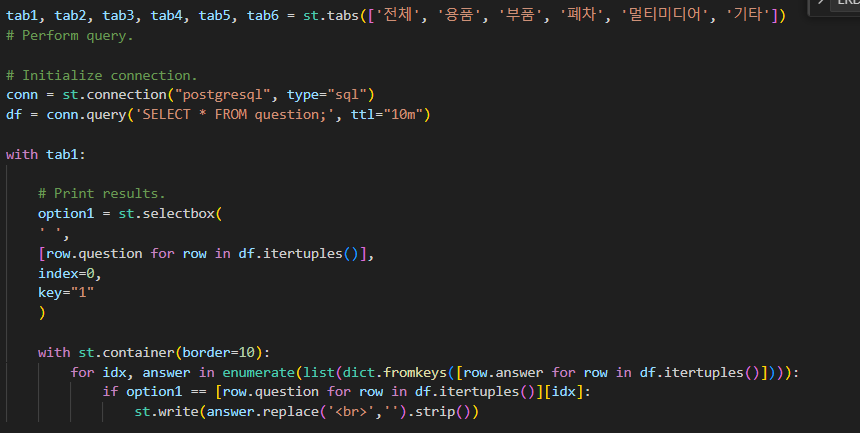 tab1, tab2, tab3, tab4, tab5, tab6 = st.tabs(['전체', '용품', '부품', '폐차', '멀티미디어', '기타'])
# Perform query.
# Initialize connection.
conn = st.connection("postgresql", type="sql")
df = conn.query('SELECT * FROM question;', ttl="10m")
with tab1:
# Print results.
option1 = st.selectbox(
' ',
[row.question for row in df.itertuples()],
index=0,
key="1"
)
with st.container(border=10):
for idx, answer in enumerate(list(dict.fromkeys([row.answer for row in df.itertuples()]))):
if option1 == [row.question for row in df.itertuples()][idx]:
st.write(answer.replace('<br>','').strip())